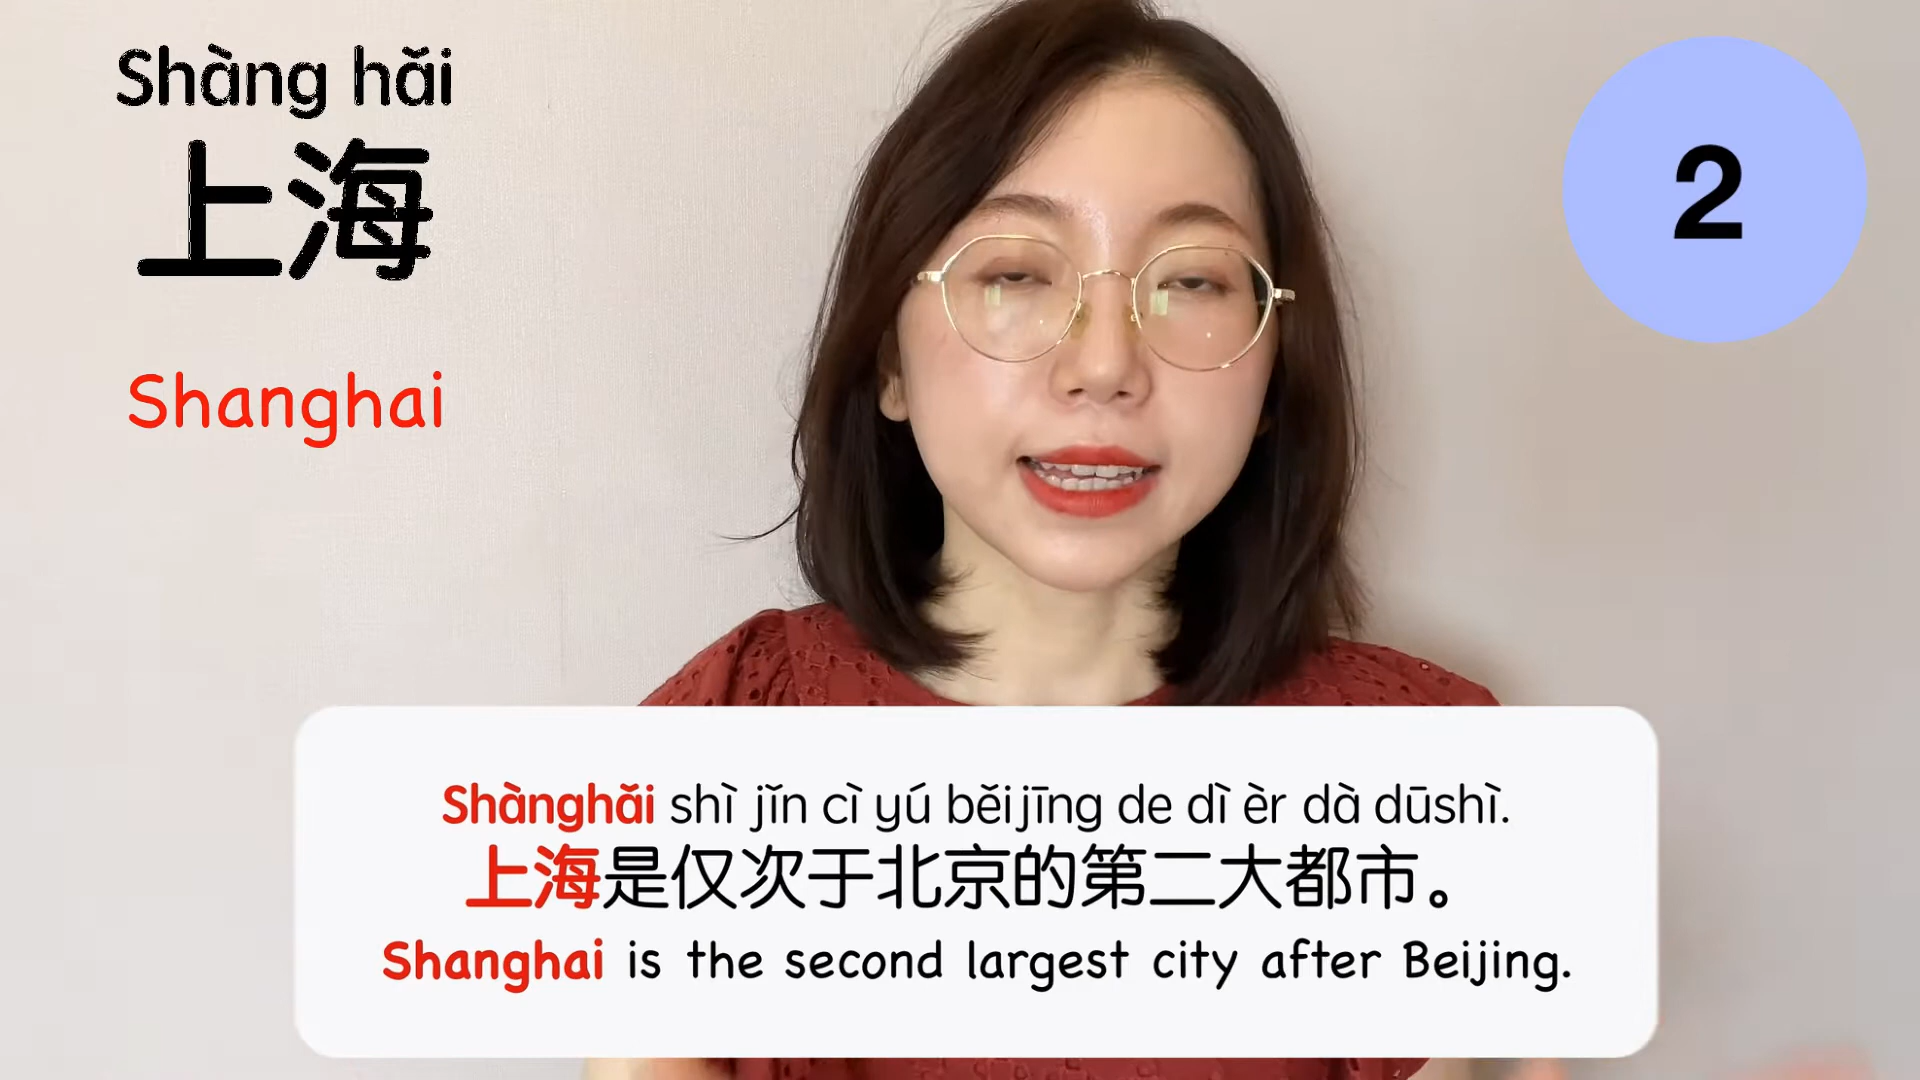 Shàng hǎi
上海
Shanghai
2
Shànghǎi shì jǐn cì yú běijīng de dì èr dà dūshì.
上海是仅次于北京的第二大都市。
Shanghai is the second largest city after Beijing.